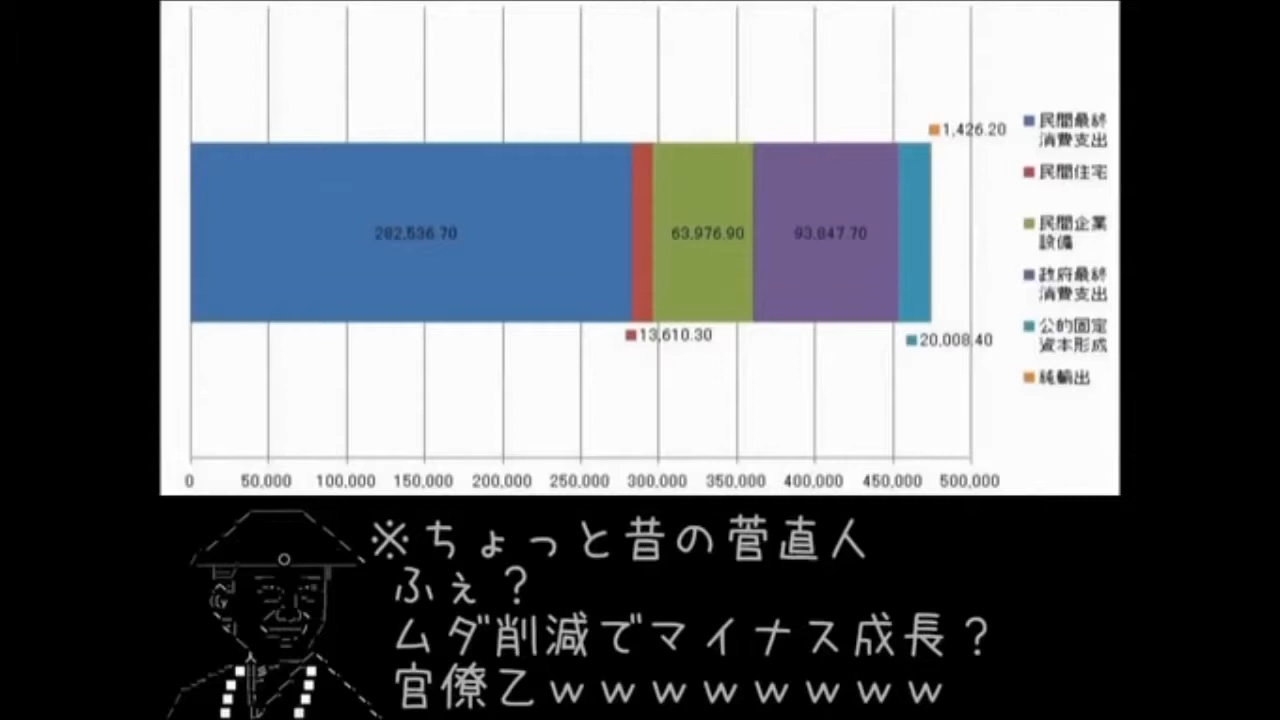 1,426.20
282,536.70
63,976.90
93,847.70
13,610.30
20,008.40
民間最終
消費支出
民間住宅
民間企業
設備
政府最終
消費支出
公的固定
資本形成
純輸出
0 50,000 100,000 150,000 200,000 250,000 300,000 350,000 400,000 450,000 500,000
※ちょっと昔の菅直人
ふぇ？
ムダ削減でマイナス成長？
官僚乙ｗｗｗｗｗｗｗｗ